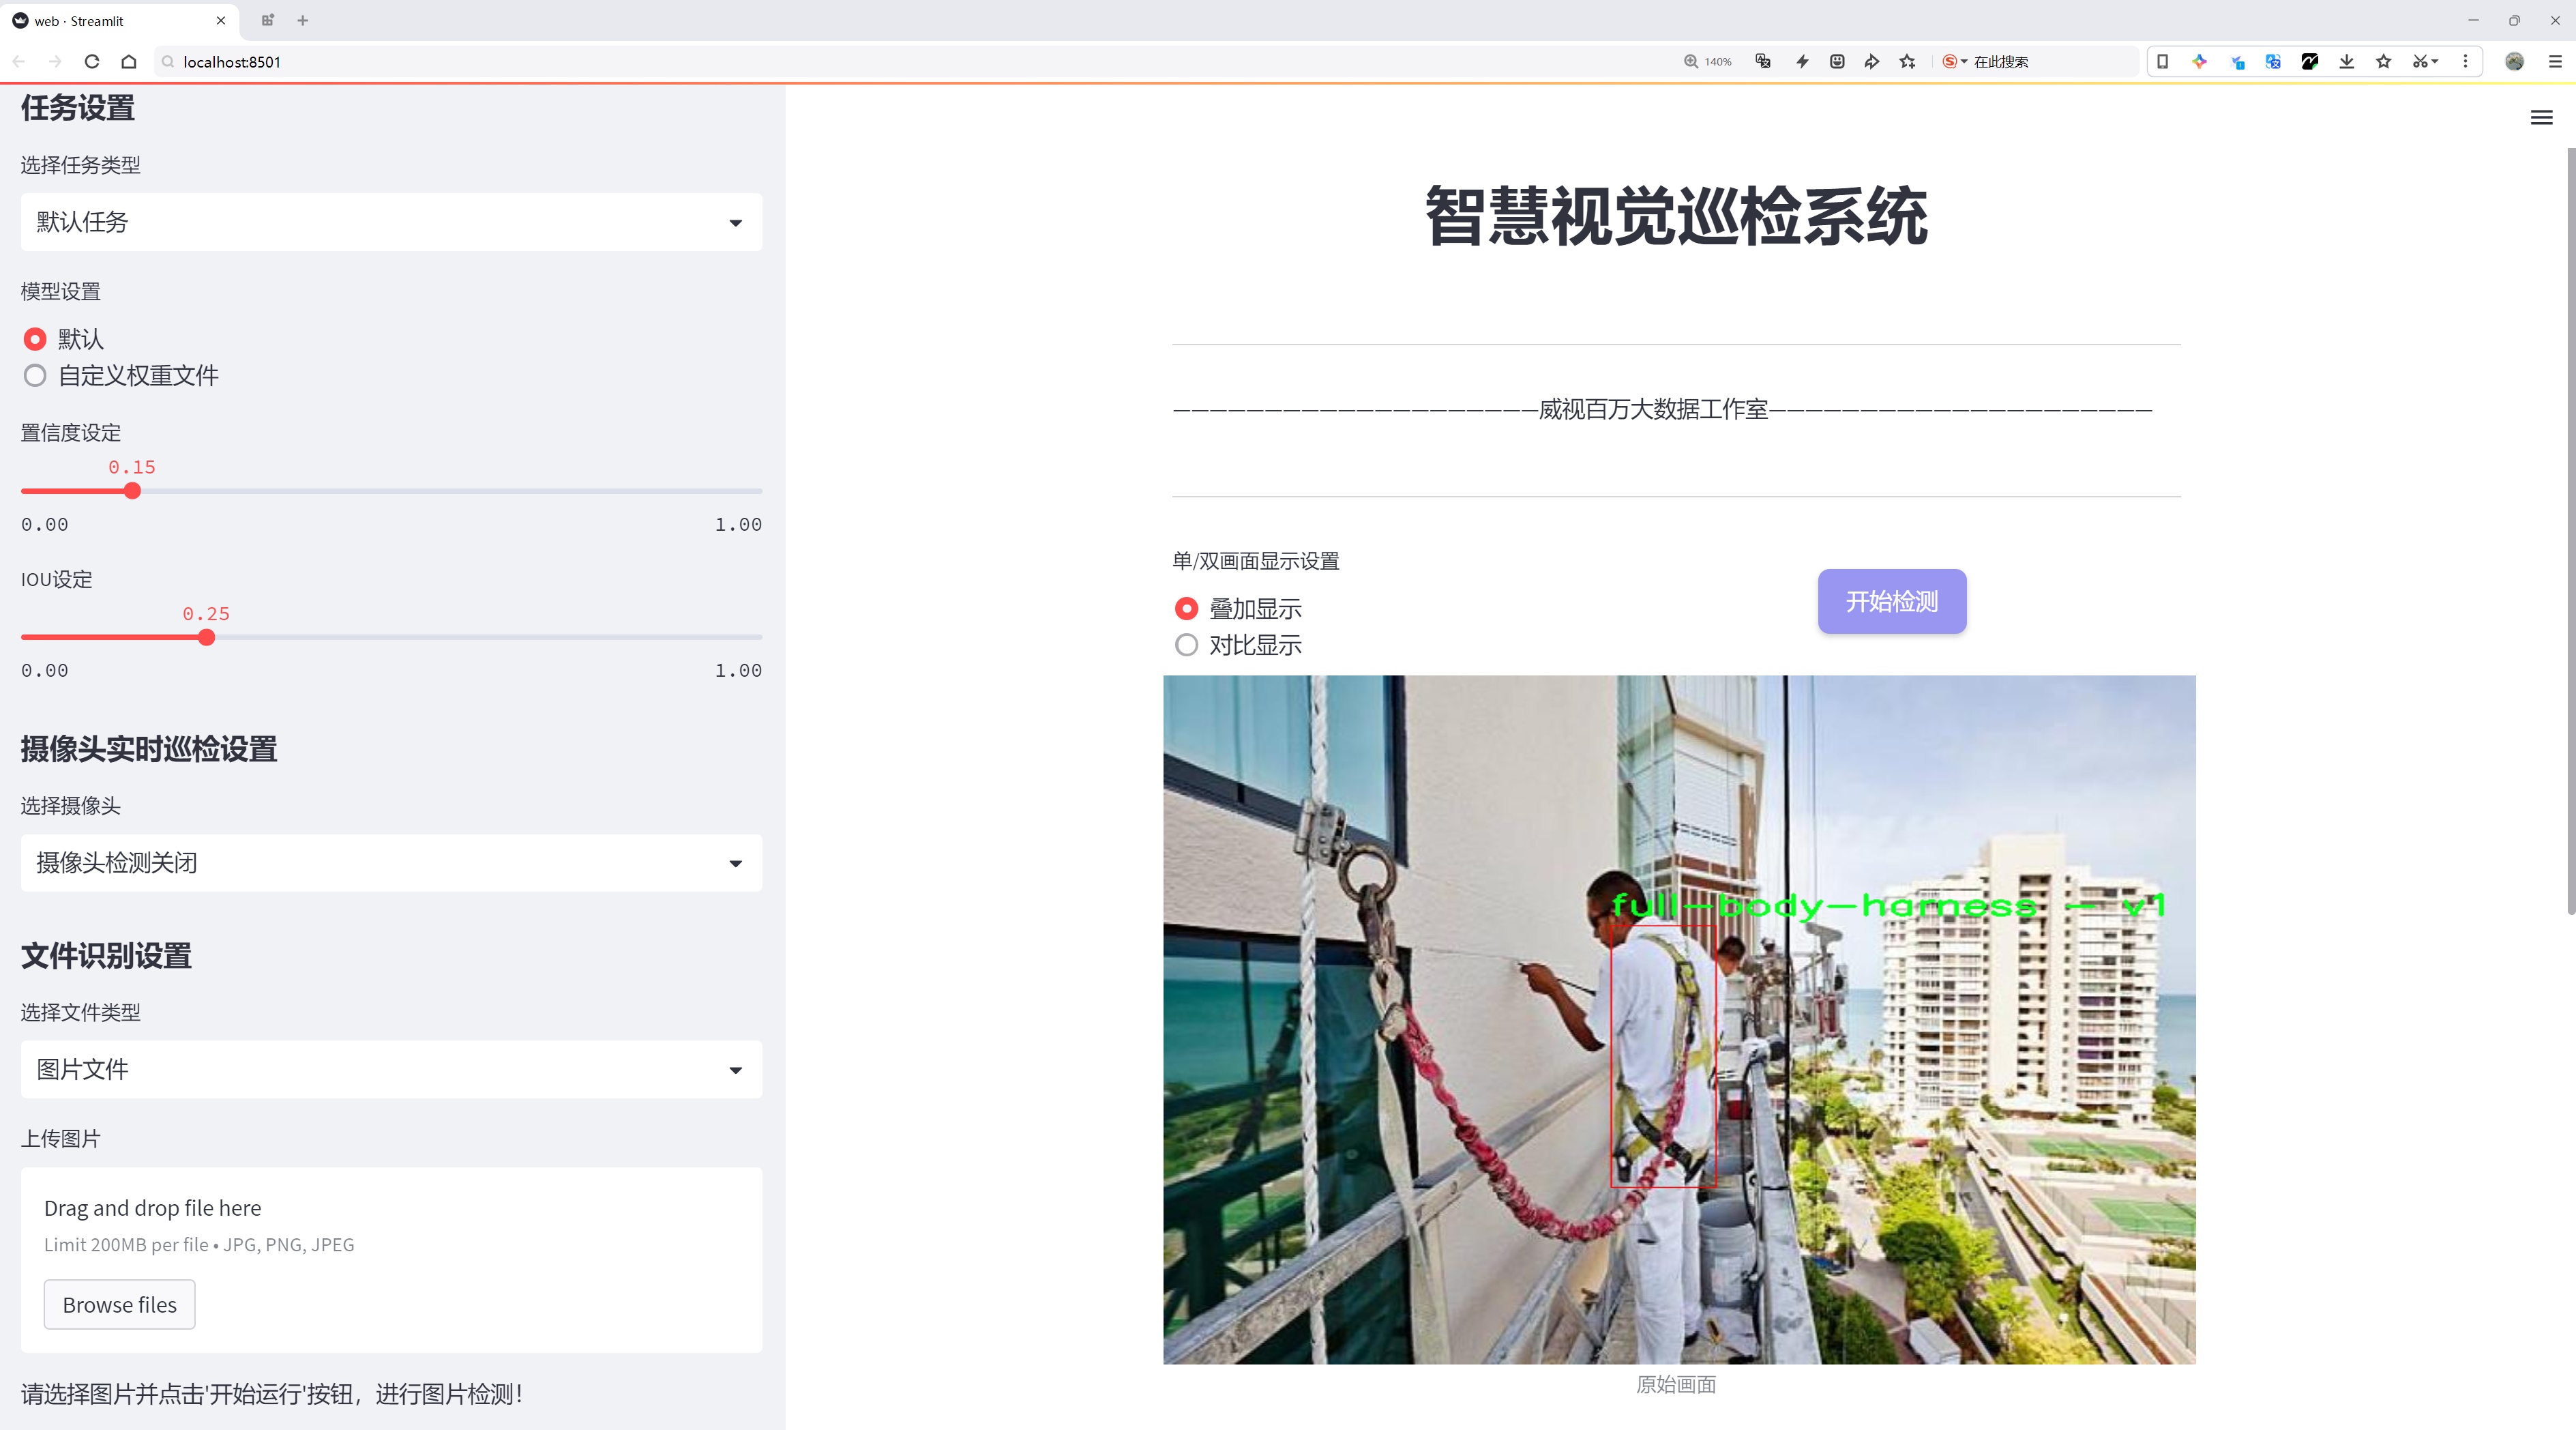 web · Streamlit
localhost:8501
140%
在此搜索
任务设置
选择任务类型
默认任务
模型设置
默认
自定义权重文件
置信度设定
0.15
0.00
1.00
IOU设定
0.25
0.00
1.00
摄像头实时巡检设置
选择摄像头
摄像头检测关闭
文件识别设置
选择文件类型
图片文件
上传图片
Drag and drop file here
Limit 200MB per file • JPG, PNG, JPEG
Browse files
请选择图片并点击'开始运行'按钮，进行图片检测！
智慧视觉巡检系统
————————————————————威视百万大数据工作室—————————————————————
单/双画面显示设置
叠加显示
对比显示
开始检测
full-body-harness - v1
原始画面